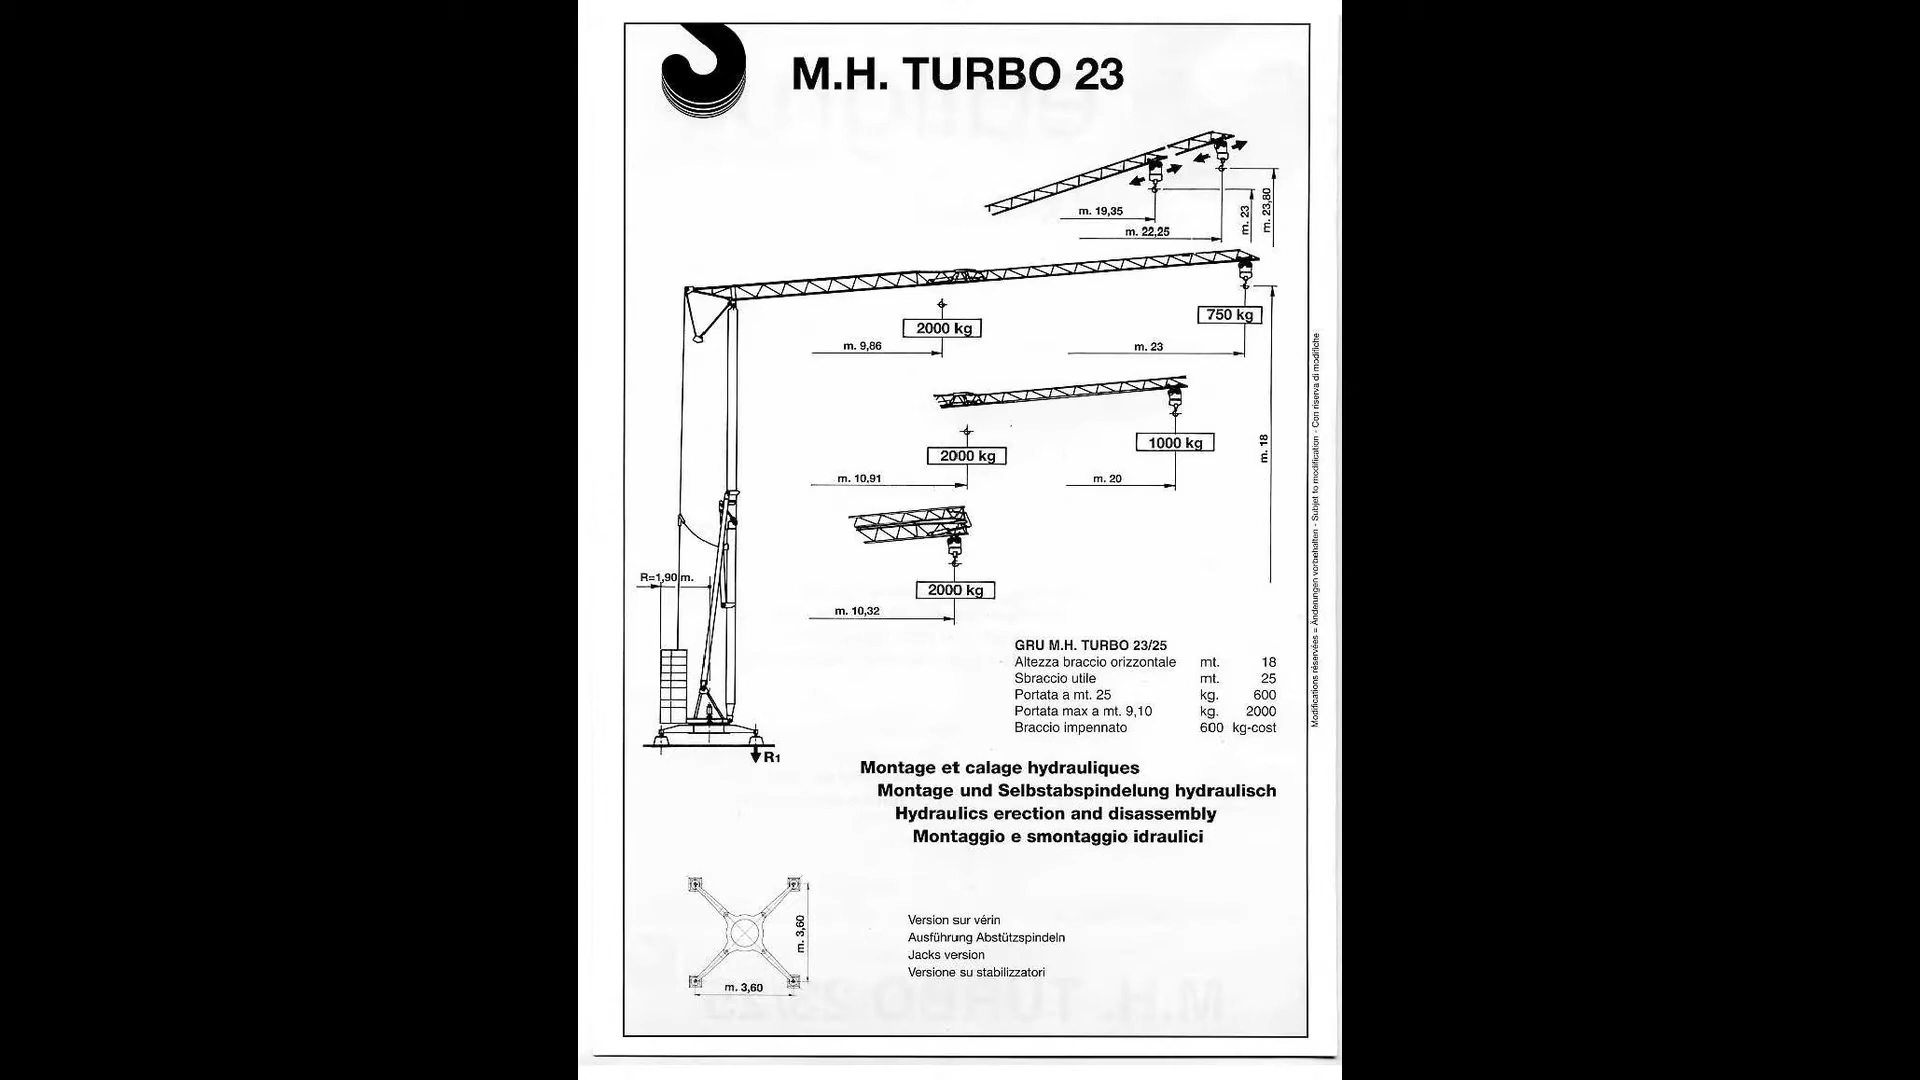 M.H. TURBO 23
m. 19,35
m. 22,25
m. 23
m. 23,80
2000 kg
750 kg
m. 9,86
m. 23
2000 kg
1000 kg
m. 10,91
m. 20
m. 18
2000 kg
m. 10,32
R=1,90 m.
R1
GRU M.H. TURBO 23/25
Altezza braccio orizzontale mt. 18
Sbraccio utile mt. 25
Portata a mt. 25 kg. 600
Portata max a mt. 9,10 kg. 2000
Braccio impennato 600 kg-cost
Modifications réservées = Änderungen vorbehalten - Subjet to modification - Con riserva di modifiche
Montage et calage hydrauliques
Montage und Selbstabspindelung hydraulisch
Hydraulics erection and disassembly
Montaggio e smontaggio idraulici
m. 3,60
m. 3,60
Version sur vérin
Ausführung Abstützspindeln
Jacks version
Versione su stabilizzatori
M.H. TURBO 23/25